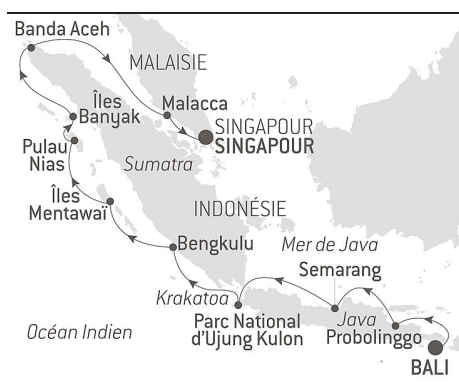 Banda Aceh
MALAISIE
Îles
Banyak
Malacca
SINGAPOUR
SINGAPOUR
Pulau
Nias
Sumatra
Îles
Mentawaï
INDONÉSIE
Bengkulu
Mer de Java
Semarang
Krakatoa
Parc National
d'Ujung Kulon
Java
Probolinggo
Océan Indien
BALI